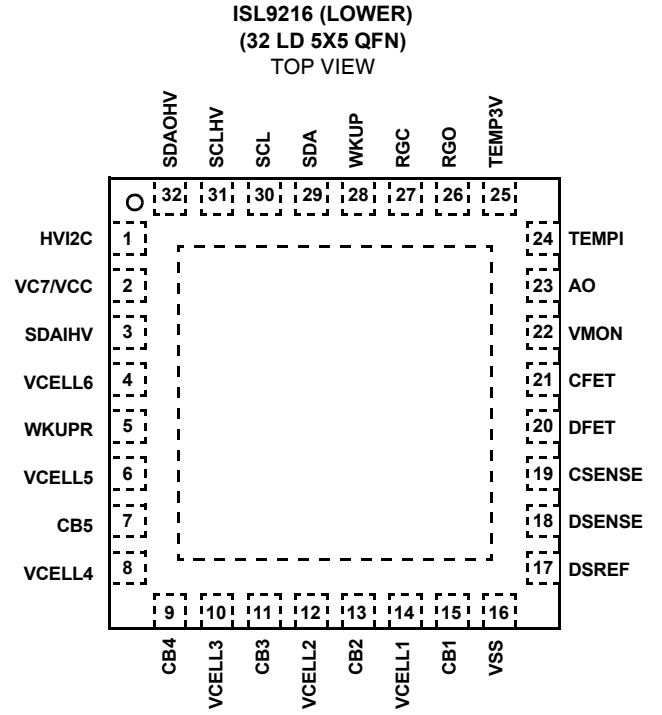 ISL9216 (LOWER)
(32 LD 5X5 QFN)
TOP VIEW
SDAOHV
SCLHV
SCL
SDA
WKUP
RGC
RGO
TEMP3V
32 31 30 29 28 27 26 25
HVI2C 1
VC7/VCC 2
SDAIHV 3
VCELL6 4
WKUPR 5
VCELL5 6
CB5 7
VCELL4 8
24 TEMPI
23 AO
22 VMON
21 CFET
20 DFET
19 CSENSE
18 DSENSE
17 DSREF
9 10 11 12 13 14 15 16
CB4
VCELL3
CB3
VCELL2
CB2
VCELL1
CB1
VSS